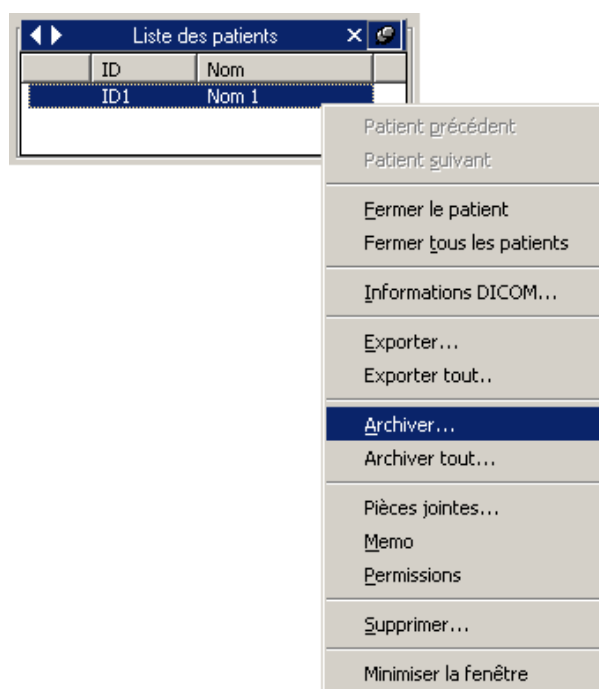 Liste des patients
ID Nom
ID1 Nom 1
Patient précédent
Patient suivant
Fermer le patient
Fermer tous les patients
Informations DICOM...
Exporter...
Exporter tout..
Archiver...
Archiver tout...
Pièces jointes...
Memo
Permissions
Supprimer...
Minimiser la fenêtre